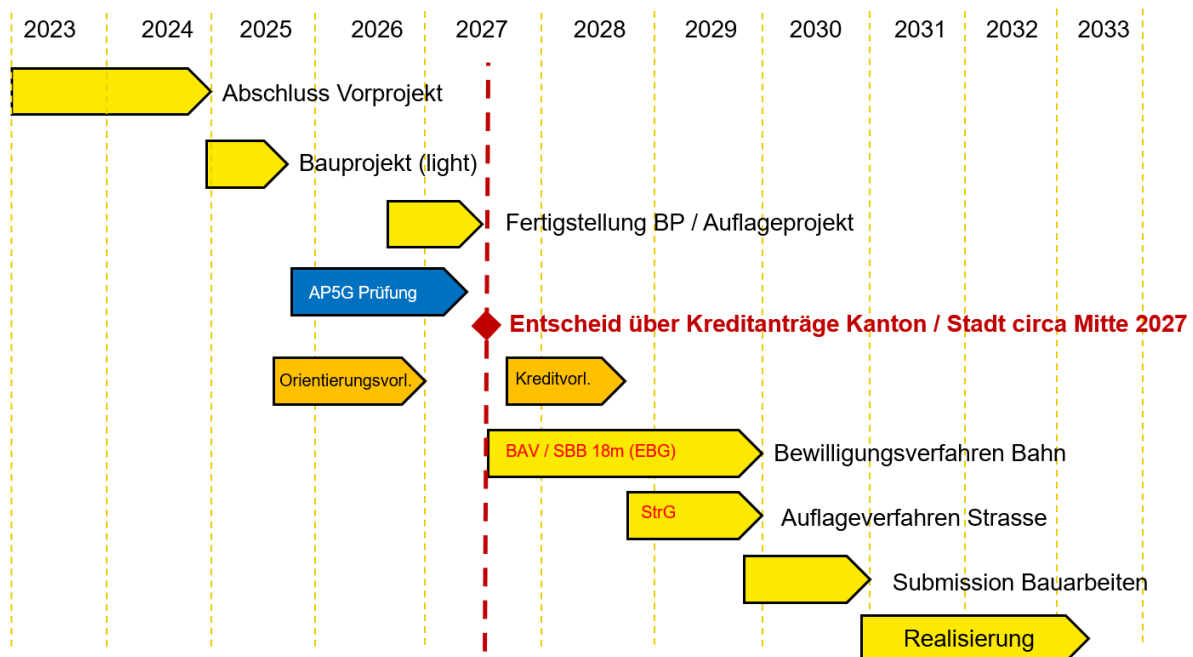 2023 2024 2025 2026 2027 2028 2029 2030 2031 2032 2033
Abschluss Vorprojekt
Bauprojekt (light)
Fertigstellung BP / Auflageprojekt
AP5G Prüfung
Entscheid über Kreditanträge Kanton / Stadt circa Mitte 2027
Orientierungsvorl. Kreditvorl.
BAV / SBB 18m (EBG) Bewilligungsverfahren Bahn
StrG Auflageverfahren Strasse
Submission Bauarbeiten
Realisierung